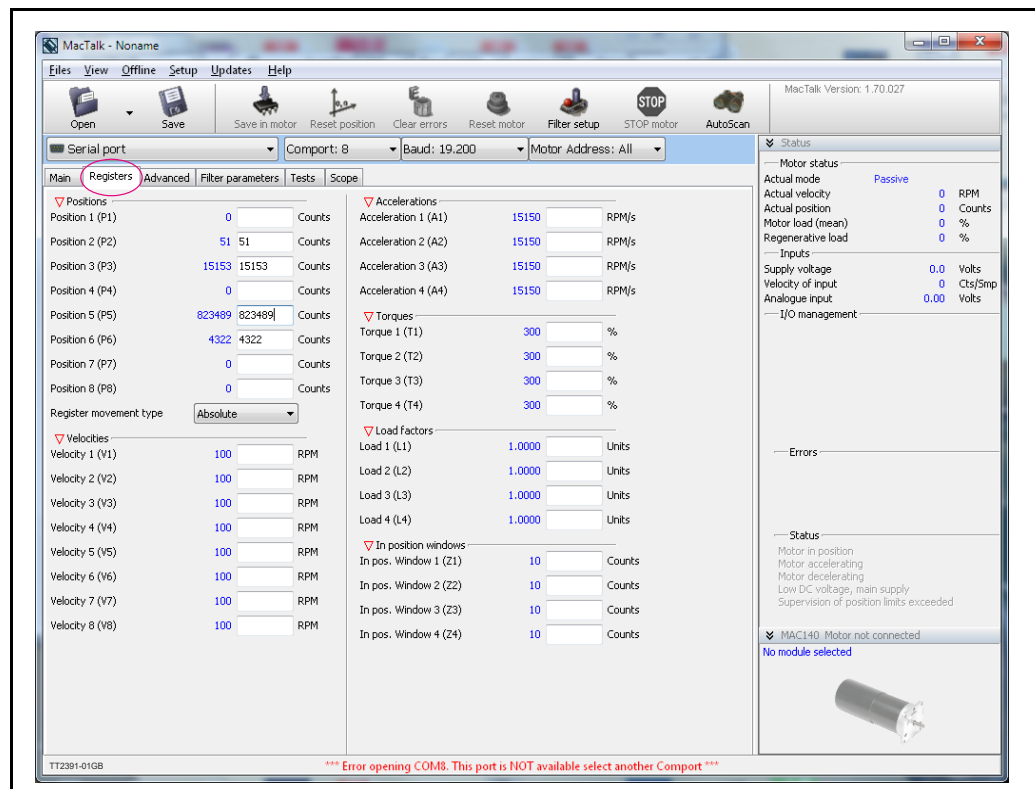 MacTalk - Noname
Files View Offline Setup Updates Help
Open Save Save in motor Reset position Clear errors Reset motor Filter setup STOP STOP motor AutoScan
MacTalk Version: 1.70.027
Serial port Comport: 8 Baud: 19.200 Motor Address: All
Main Registers Advanced Filter parameters Tests Scope
Positions
Position 1 (P1) 0 Counts
Position 2 (P2) 51 51 Counts
Position 3 (P3) 15153 15153 Counts
Position 4 (P4) 0 Counts
Position 5 (P5) 823489 823489 Counts
Position 6 (P6) 4322 4322 Counts
Position 7 (P7) 0 Counts
Position 8 (P8) 0 Counts
Register movement type Absolute
Velocities
Velocity 1 (V1) 100 RPM
Velocity 2 (V2) 100 RPM
Velocity 3 (V3) 100 RPM
Velocity 4 (V4) 100 RPM
Velocity 5 (V5) 100 RPM
Velocity 6 (V6) 100 RPM
Velocity 7 (V7) 100 RPM
Velocity 8 (V8) 100 RPM
Accelerations
Acceleration 1 (A1) 15150 RPM/s
Acceleration 2 (A2) 15150 RPM/s
Acceleration 3 (A3) 15150 RPM/s
Acceleration 4 (A4) 15150 RPM/s
Torques
Torque 1 (T1) 300 %
Torque 2 (T2) 300 %
Torque 3 (T3) 300 %
Torque 4 (T4) 300 %
Load factors
Load 1 (L1) 1.0000 Units
Load 2 (L2) 1.0000 Units
Load 3 (L3) 1.0000 Units
Load 4 (L4) 1.0000 Units
In position windows
In pos. Window 1 (Z1) 10 Counts
In pos. Window 2 (Z2) 10 Counts
In pos. Window 3 (Z3) 10 Counts
In pos. Window 4 (Z4) 10 Counts
Status
Motor status
Actual mode Passive
Actual velocity 0 RPM
Actual position 0 Counts
Motor load (mean) 0 %
Regenerative load 0 %
Inputs
Supply voltage 0.0 Volts
Velocity of input 0 Cts/Smp
Analogue input 0.00 Volts
I/O management
Errors
Status
Motor in position
Motor accelerating
Motor decelerating
Low DC voltage, main supply
Supervision of position limits exceeded
MAC140 Motor not connected
No module selected
TT2391-01GB
*** Error opening COM8. This port is NOT available select another Comport ***